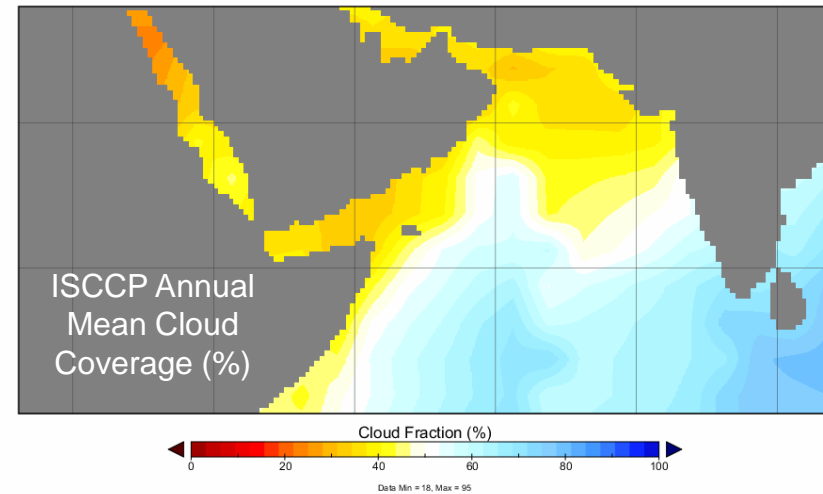 ISCCP Annual
Mean Cloud
Coverage (%)
Cloud Fraction (%)
0 20 40 60 80 100
Data Min = 18, Max = 95